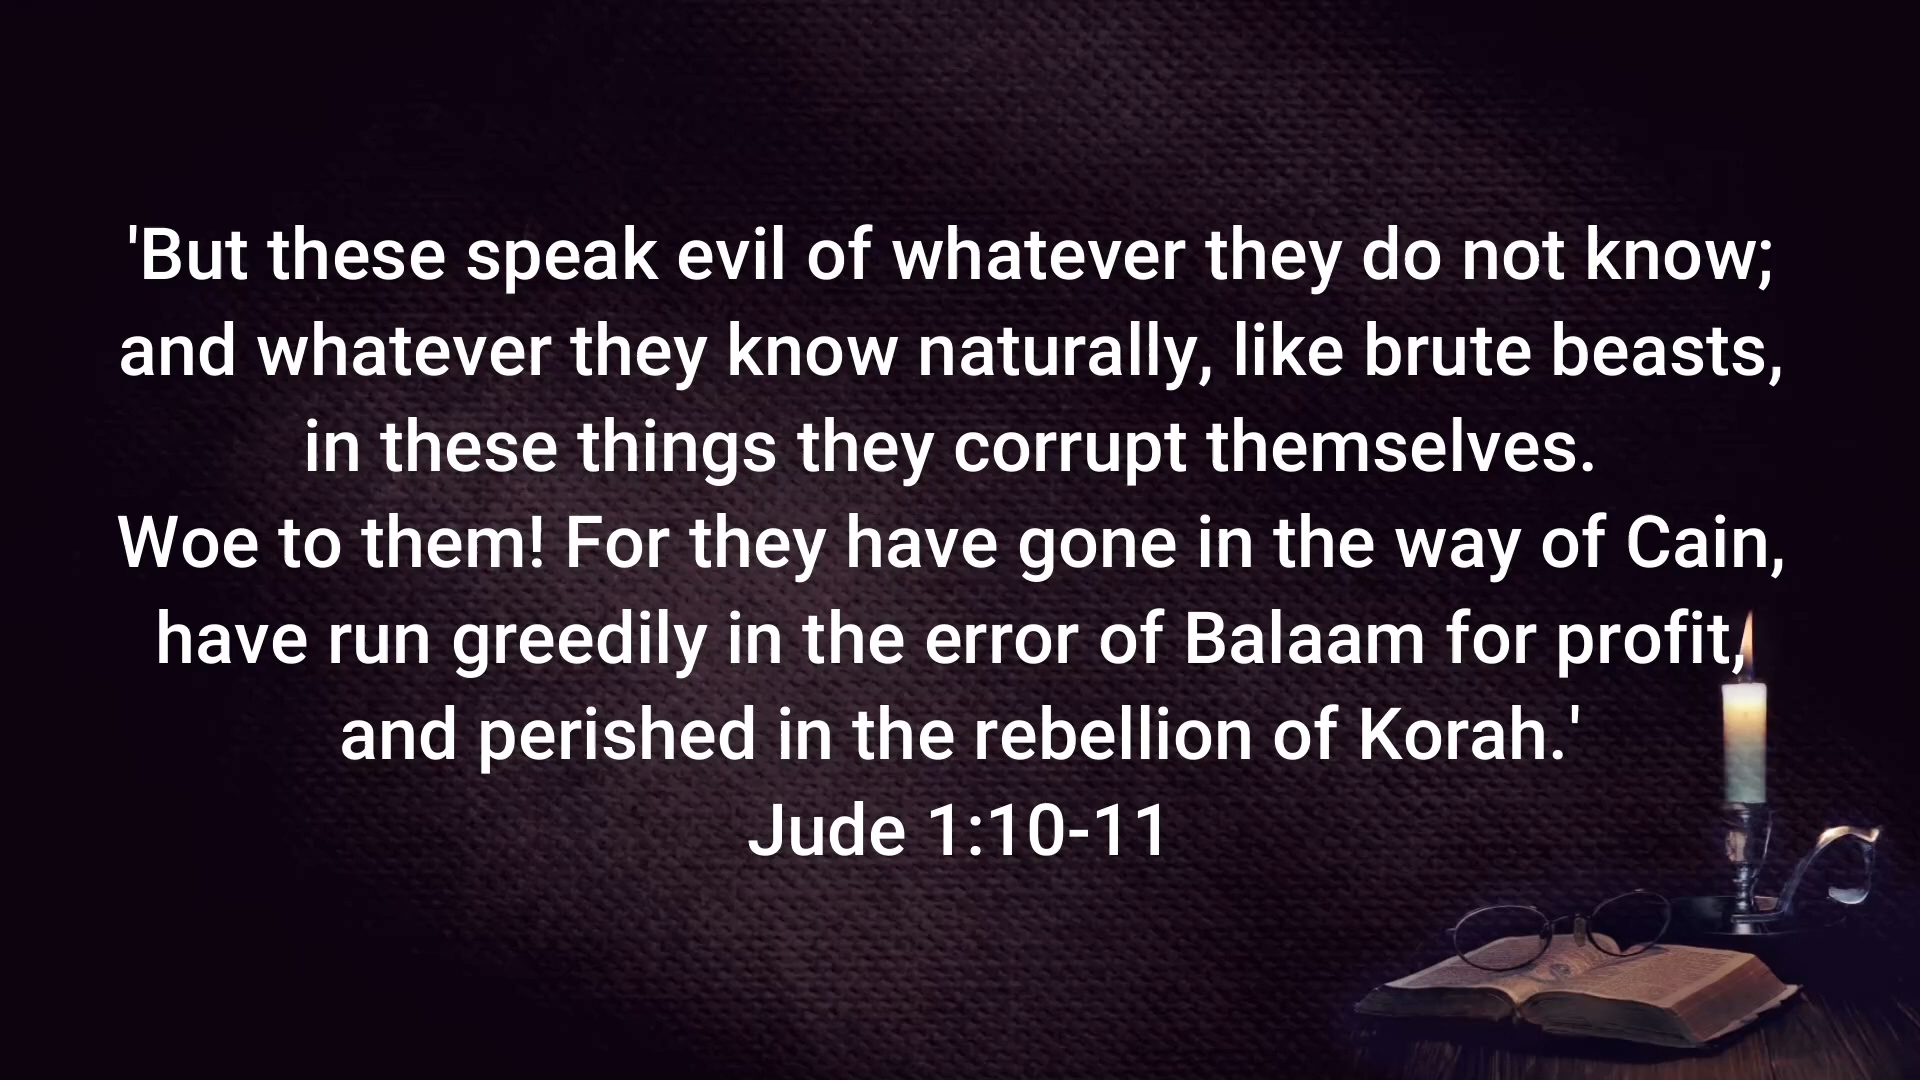 'But these speak evil of whatever they do not know;
and whatever they know naturally, like brute beasts,
in these things they corrupt themselves.
Woe to them! For they have gone in the way of Cain,
have run greedily in the error of Balaam for profit,
and perished in the rebellion of Korah.'
Jude 1:10-11